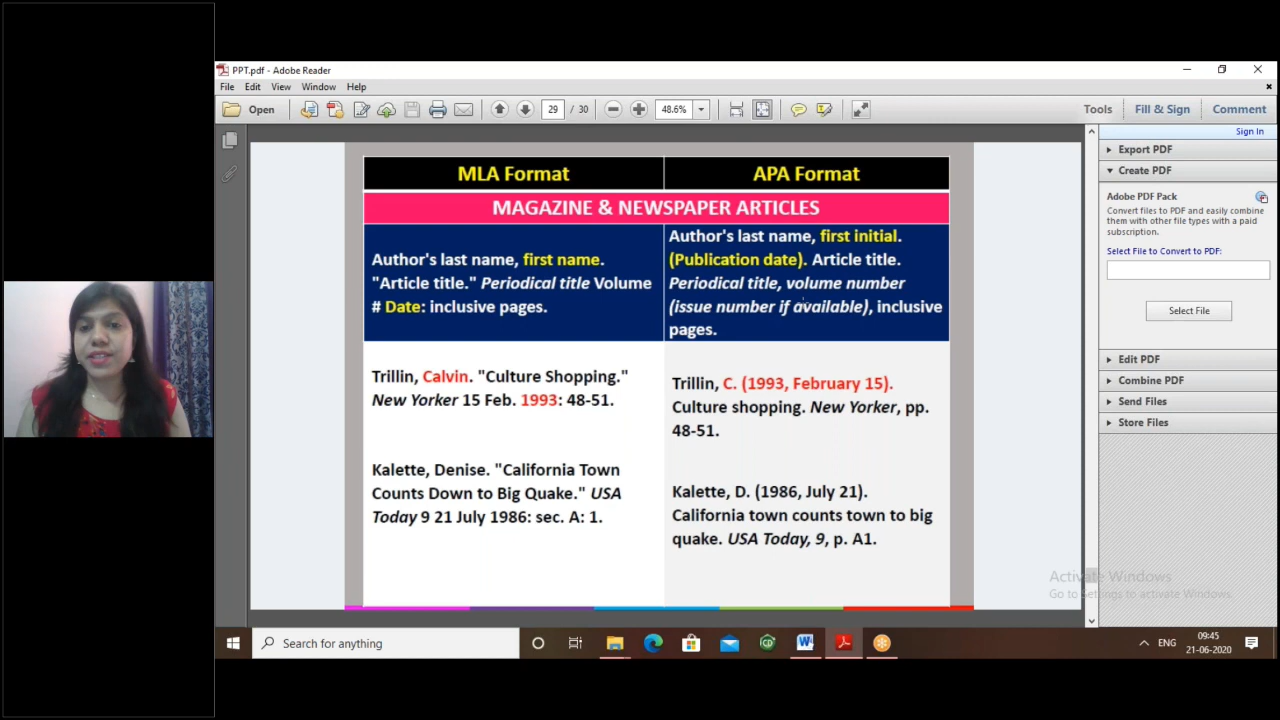 PPT.pdf - Adobe Reader
File Edit View Window Help
Open 29 / 30 48.6% Tools Fill & Sign Comment
Sign In
MLA Format
APA Format
MAGAZINE & NEWSPAPER ARTICLES
Author's last name, first name.
"Article title." Periodical title Volume
# Date: inclusive pages.
Author's last name, first initial.
(Publication date). Article title.
Periodical title, volume number
(issue number if available), inclusive
pages.
Trillin, Calvin. "Culture Shopping."
New Yorker 15 Feb. 1993: 48-51.
Kalette, Denise. "California Town
Counts Down to Big Quake." USA
Today 9 21 July 1986: sec. A: 1.
Trillin, C. (1993, February 15).
Culture shopping. New Yorker, pp.
48-51.
Kalette, D. (1986, July 21).
California town counts town to big
quake. USA Today, 9, p. A1.
Export PDF
Create PDF
Adobe PDF Pack
Convert files to PDF and easily combine
them with other file types with a paid
subscription.
Select File to Convert to PDF:
Select File
Edit PDF
Combine PDF
Send Files
Store Files
Activate Windows
Go to Settings to activate Windows.
Search for anything
ENG
09:45
21-06-2020